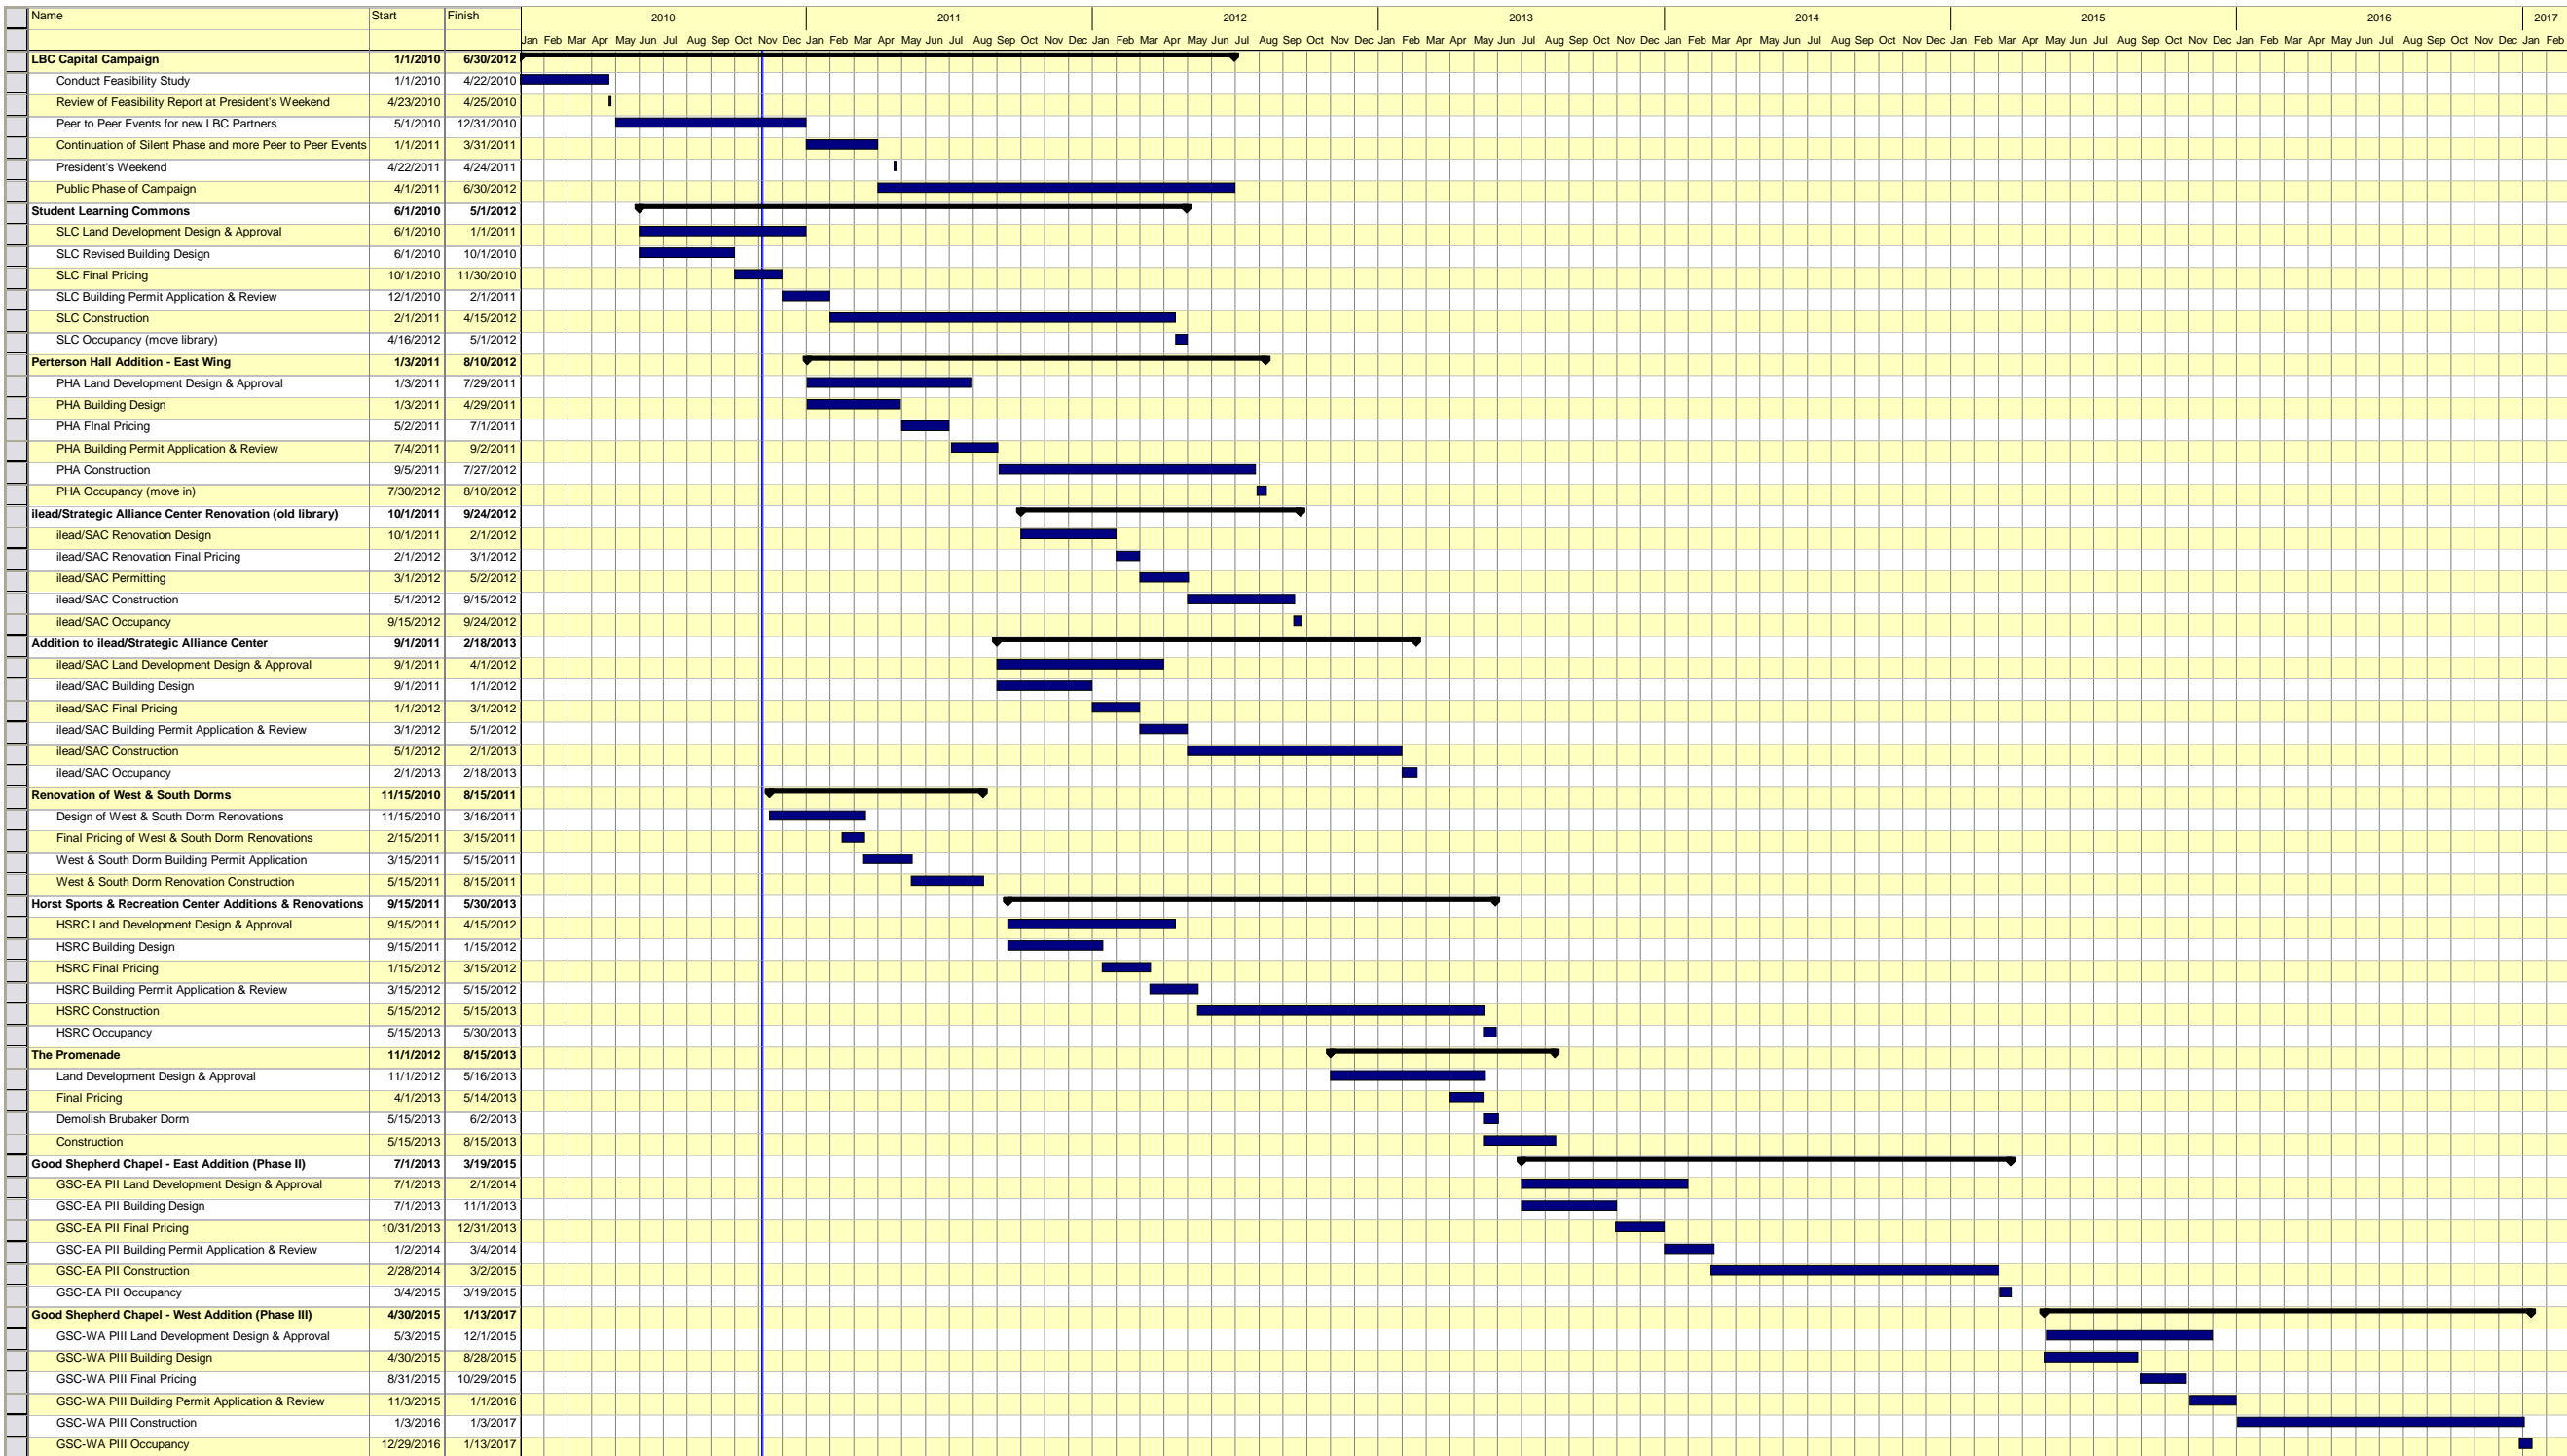 Name Start Finish 2010 2011 2012 2013 2014 2015 2016 2017
Jan Feb Mar Apr May Jun Jul Aug Sep Oct Nov Dec Jan Feb Mar Apr May Jun Jul Aug Sep Oct Nov Dec Jan Feb Mar Apr May Jun Jul Aug Sep Oct Nov Dec Jan Feb Mar Apr May Jun Jul Aug Sep Oct Nov Dec Jan Feb Mar Apr May Jun Jul Aug Sep Oct Nov Dec Jan Feb Mar Apr May Jun Jul Aug Sep Oct Nov Dec Jan Feb Mar Apr May Jun Jul Aug Sep Oct Nov Dec Jan Feb
LBC Capital Campaign 1/1/2010 6/30/2012
Conduct Feasibility Study 1/1/2010 4/22/2010
Review of Feasibility Report at President's Weekend 4/23/2010 4/25/2010
Peer to Peer Events for new LBC Partners 5/1/2010 12/31/2010
Continuation of Silent Phase and more Peer to Peer Events 1/1/2011 3/31/2011
President's Weekend 4/22/2011 4/24/2011
Public Phase of Campaign 4/1/2011 6/30/2012
Student Learning Commons 6/1/2010 5/1/2012
SLC Land Development Design & Approval 6/1/2010 1/1/2011
SLC Revised Building Design 6/1/2010 10/1/2010
SLC Final Pricing 10/1/2010 11/30/2010
SLC Building Permit Application & Review 12/1/2010 2/1/2011
SLC Construction 2/1/2011 4/15/2012
SLC Occupancy (move library) 4/16/2012 5/1/2012
Perterson Hall Addition - East Wing 1/3/2011 8/10/2012
PHA Land Development Design & Approval 1/3/2011 7/29/2011
PHA Building Design 1/3/2011 4/29/2011
PHA FInal Pricing 5/2/2011 7/1/2011
PHA Building Permit Application & Review 7/4/2011 9/2/2011
PHA Construction 9/5/2011 7/27/2012
PHA Occupancy (move in) 7/30/2012 8/10/2012
ilead/Strategic Alliance Center Renovation (old library) 10/1/2011 9/24/2012
ilead/SAC Renovation Design 10/1/2011 2/1/2012
ilead/SAC Renovation Final Pricing 2/1/2012 3/1/2012
ilead/SAC Permitting 3/1/2012 5/2/2012
ilead/SAC Construction 5/1/2012 9/15/2012
ilead/SAC Occupancy 9/15/2012 9/24/2012
Addition to ilead/Strategic Alliance Center 9/1/2011 2/18/2013
ilead/SAC Land Development Design & Approval 9/1/2011 4/1/2012
ilead/SAC Building Design 9/1/2011 1/1/2012
ilead/SAC Final Pricing 1/1/2012 3/1/2012
ilead/SAC Building Permit Application & Review 3/1/2012 5/1/2012
ilead/SAC Construction 5/1/2012 2/1/2013
ilead/SAC Occupancy 2/1/2013 2/18/2013
Renovation of West & South Dorms 11/15/2010 8/15/2011
Design of West & South Dorm Renovations 11/15/2010 3/16/2011
Final Pricing of West & South Dorm Renovations 2/15/2011 3/15/2011
West & South Dorm Building Permit Application 3/15/2011 5/15/2011
West & South Dorm Renovation Construction 5/15/2011 8/15/2011
Horst Sports & Recreation Center Additions & Renovations 9/15/2011 5/30/2013
HSRC Land Development Design & Approval 9/15/2011 4/15/2012
HSRC Building Design 9/15/2011 1/15/2012
HSRC Final Pricing 1/15/2012 3/15/2012
HSRC Building Permit Application & Review 3/15/2012 5/15/2012
HSRC Construction 5/15/2012 5/15/2013
HSRC Occupancy 5/15/2013 5/30/2013
The Promenade 11/1/2012 8/15/2013
Land Development Design & Approval 11/1/2012 5/16/2013
Final Pricing 4/1/2013 5/14/2013
Demolish Brubaker Dorm 5/15/2013 6/2/2013
Construction 5/15/2013 8/15/2013
Good Shepherd Chapel - East Addition (Phase II) 7/1/2013 3/19/2015
GSC-EA PII Land Development Design & Approval 7/1/2013 2/1/2014
GSC-EA PII Building Design 7/1/2013 11/1/2013
GSC-EA PII Final Pricing 10/31/2013 12/31/2013
GSC-EA PII Building Permit Application & Review 1/2/2014 3/4/2014
GSC-EA PII Construction 2/28/2014 3/2/2015
GSC-EA PII Occupancy 3/4/2015 3/19/2015
Good Shepherd Chapel - West Addition (Phase III) 4/30/2015 1/13/2017
GSC-WA PIII Land Development Design & Approval 5/3/2015 12/1/2015
GSC-WA PIII Building Design 4/30/2015 8/28/2015
GSC-WA PIII Final Pricing 8/31/2015 10/29/2015
GSC-WA PIII Building Permit Application & Review 11/3/2015 1/1/2016
GSC-WA PIII Construction 1/3/2016 1/3/2017
GSC-WA PIII Occupancy 12/29/2016 1/13/2017